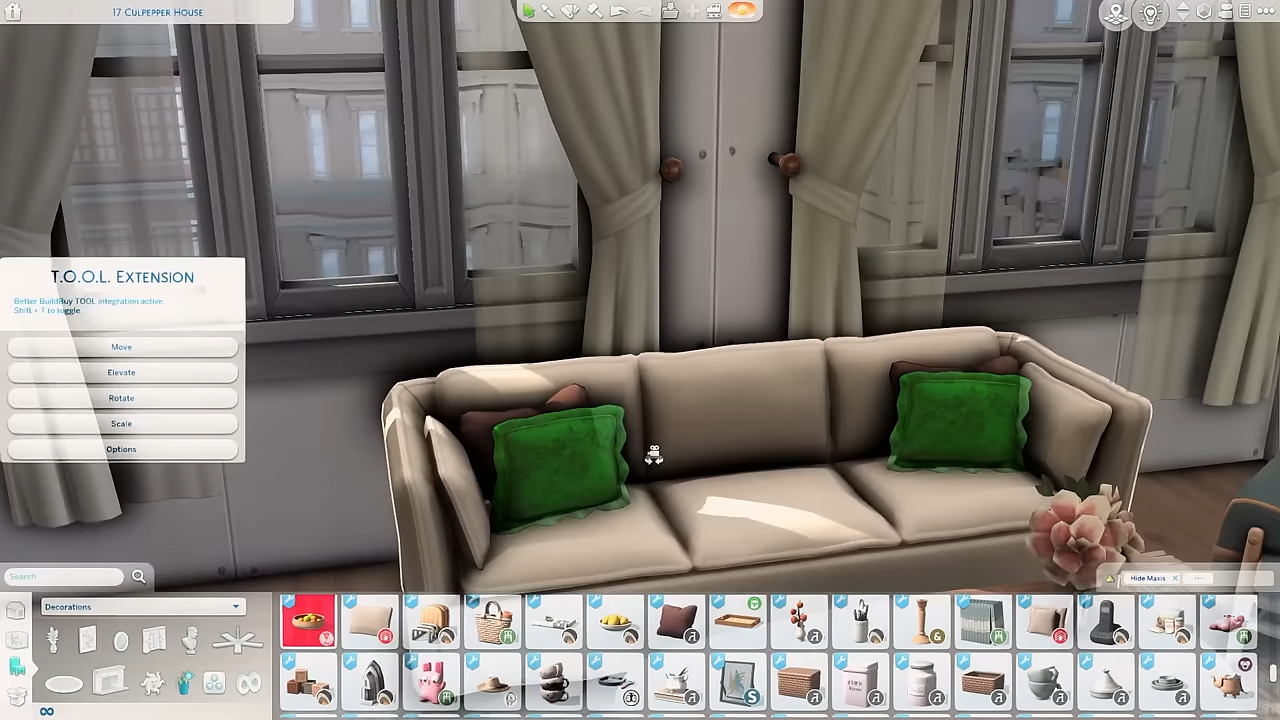 17 Culpepper House
T.O.O.L. Extension
Better BuildBuy TOOL integration active.
Shift + T to toggle.
Move
Elevate
Rotate
Scale
Options
Search
Hide Maxis
Decorations